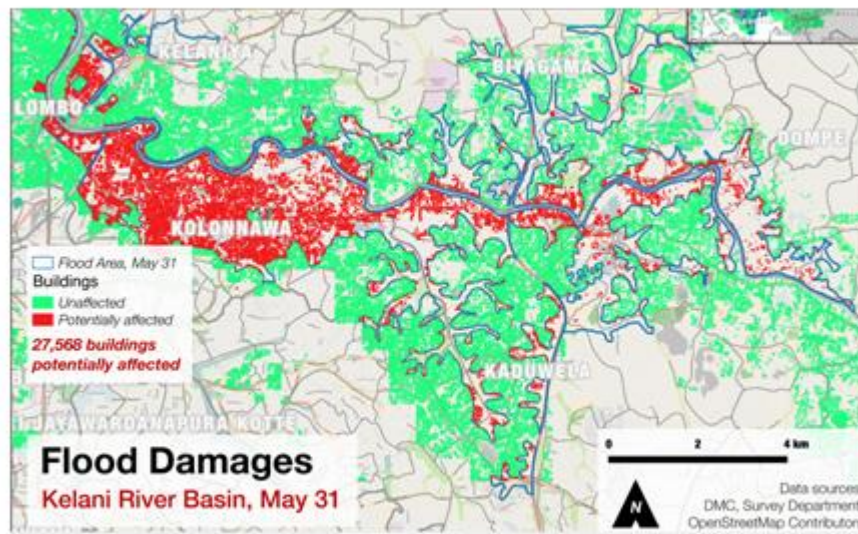 KELANIYA
BIYAGAMA
LOMBO
DOMPE
KOLONNAWA
Flood Area, May 31
Buildings
Unaffected
Potentially affected
27,568 buildings
potentially affected
KADUWELA
JAYAWARDANAPURA KOTTE
Flood Damages
Kelani River Basin, May 31
0 2 4 km
N
Data sources
DMC, Survey Department
OpenStreetMap Contributor